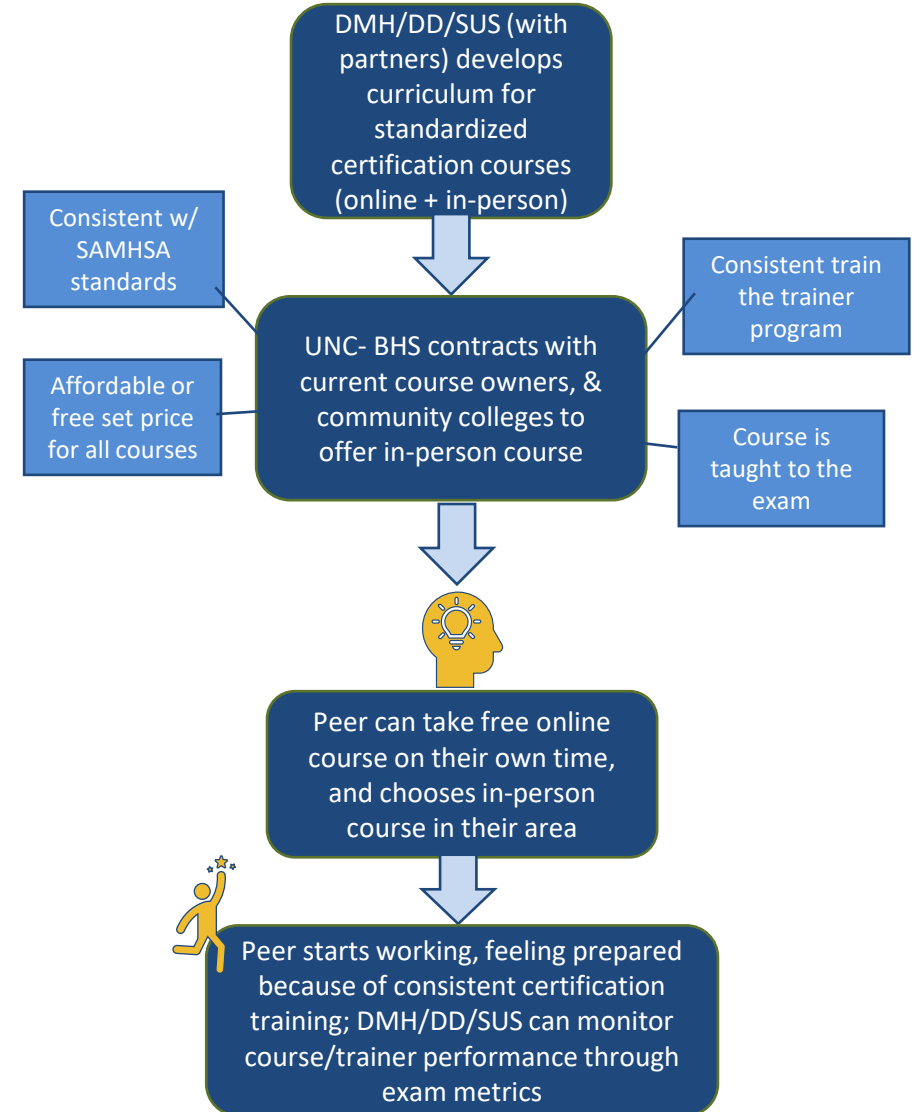 DMH/DD/SUS (with
partners) develops
curriculum for
standardized
certification courses
(online + in-person)
Consistent w/
SAMHSA
standards
Consistent train
the trainer
program
UNC- BHS contracts with
current course owners, &
community colleges to
offer in-person course
Affordable or
free set price
for all courses
Course is
taught to the
exam
Peer can take free online
course on their own time,
and chooses in-person
course in their area
Peer starts working, feeling prepared
because of consistent certification
training; DMH/DD/SUS can monitor
course/trainer performance through
exam metrics